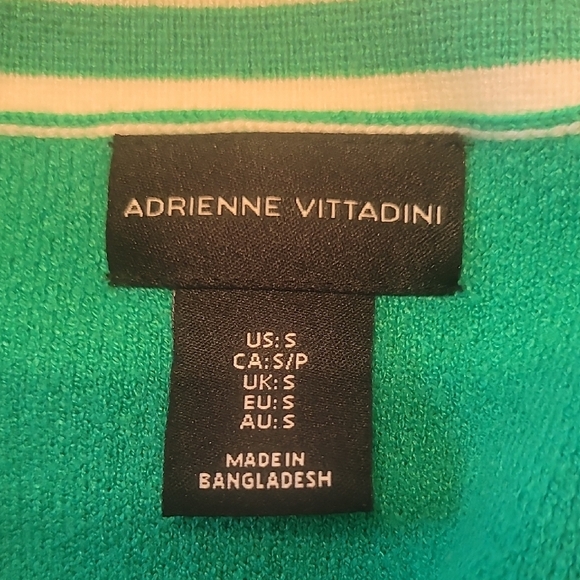 ADRIENNE VITTADINI
US: S
CA: S/P
UK: S
EU: S
AU: S
MADE IN
BANGLADESH